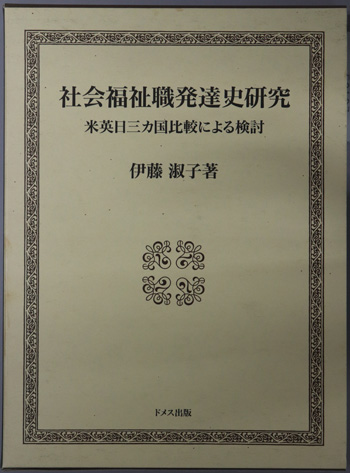 社会福祉職発達史研究
米英日三カ国比較による検討
伊藤 淑子著
ドメス出版